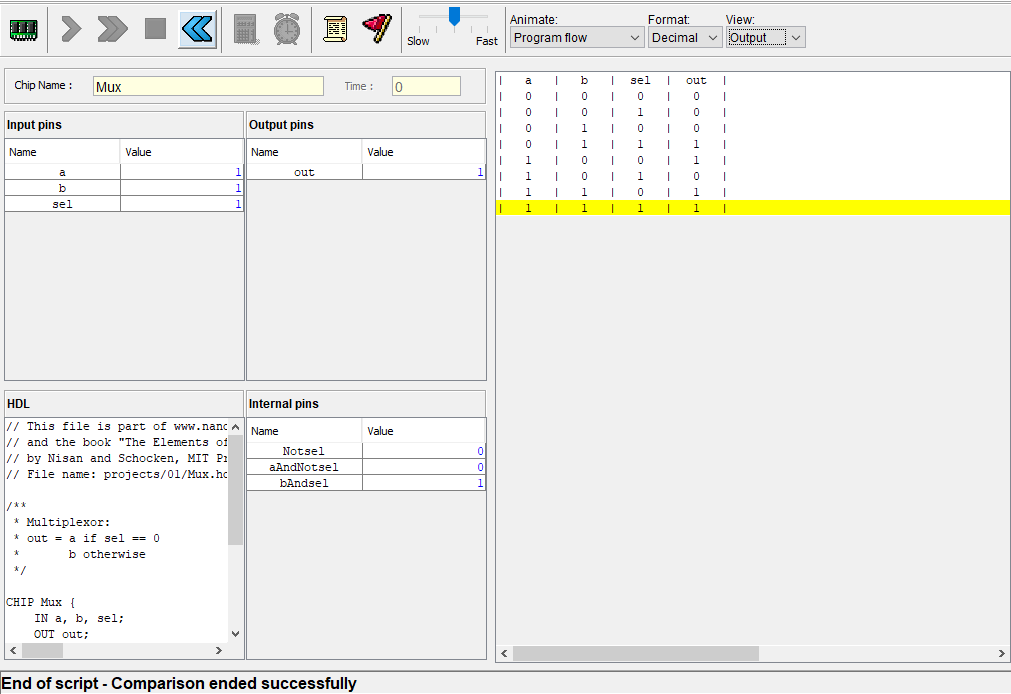 Slow Fast
Animate: Format: View:
Program flow Decimal Output
Chip Name : Mux Time : 0
Input pins
Name Value
a 1
b 1
sel 1
Output pins
Name Value
out 1
HDL
// This file is part of www.nand
// and the book "The Elements of
// by Nisan and Schocken, MIT Pr
// File name: projects/01/Mux.hd
/**
* Multiplexor:
* out = a if sel == 0
* b otherwise
*/
CHIP Mux {
IN a, b, sel;
OUT out;
Internal pins
Name Value
Notsel 0
aAndNotsel 0
bAndsel 1
| a | b | sel | out |
| 0 | 0 | 0 | 0 |
| 0 | 0 | 1 | 0 |
| 0 | 1 | 0 | 0 |
| 0 | 1 | 1 | 1 |
| 1 | 0 | 0 | 1 |
| 1 | 0 | 1 | 0 |
| 1 | 1 | 0 | 1 |
| 1 | 1 | 1 | 1 |
End of script - Comparison ended successfully